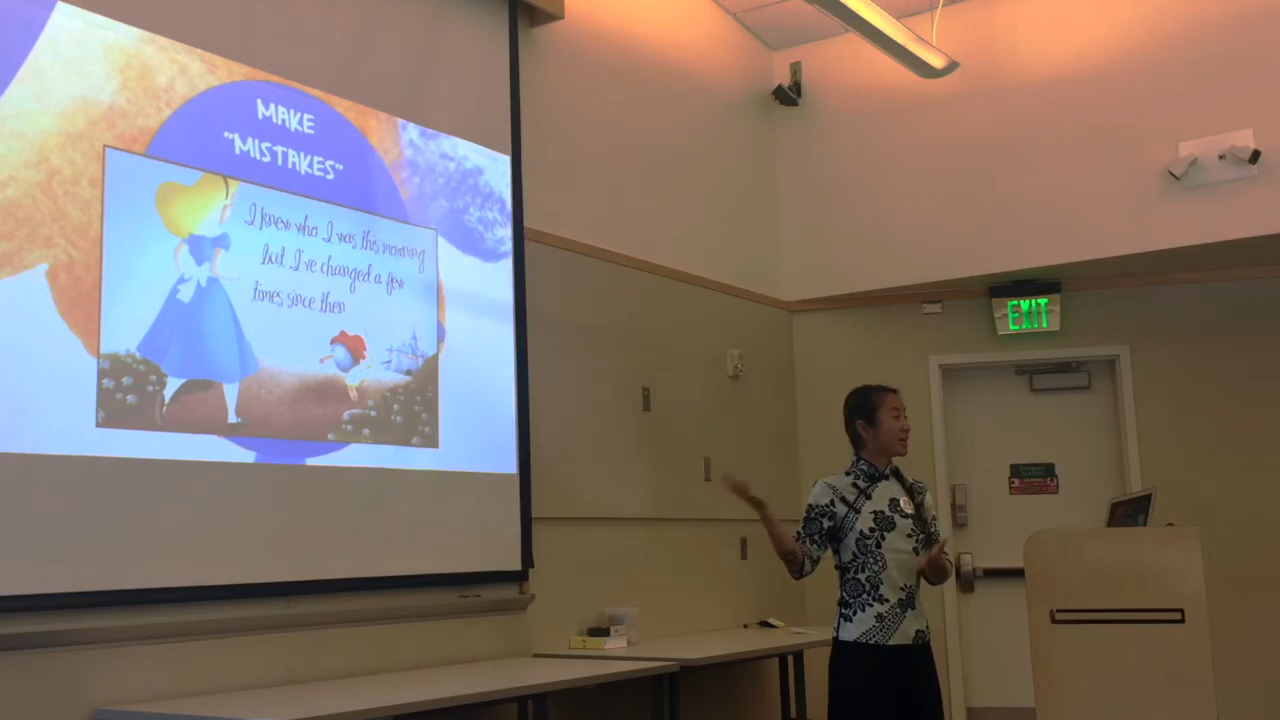 MAKE
"MISTAKES"
I knew who I was this morning
but I've changed a few
times since then
EXIT